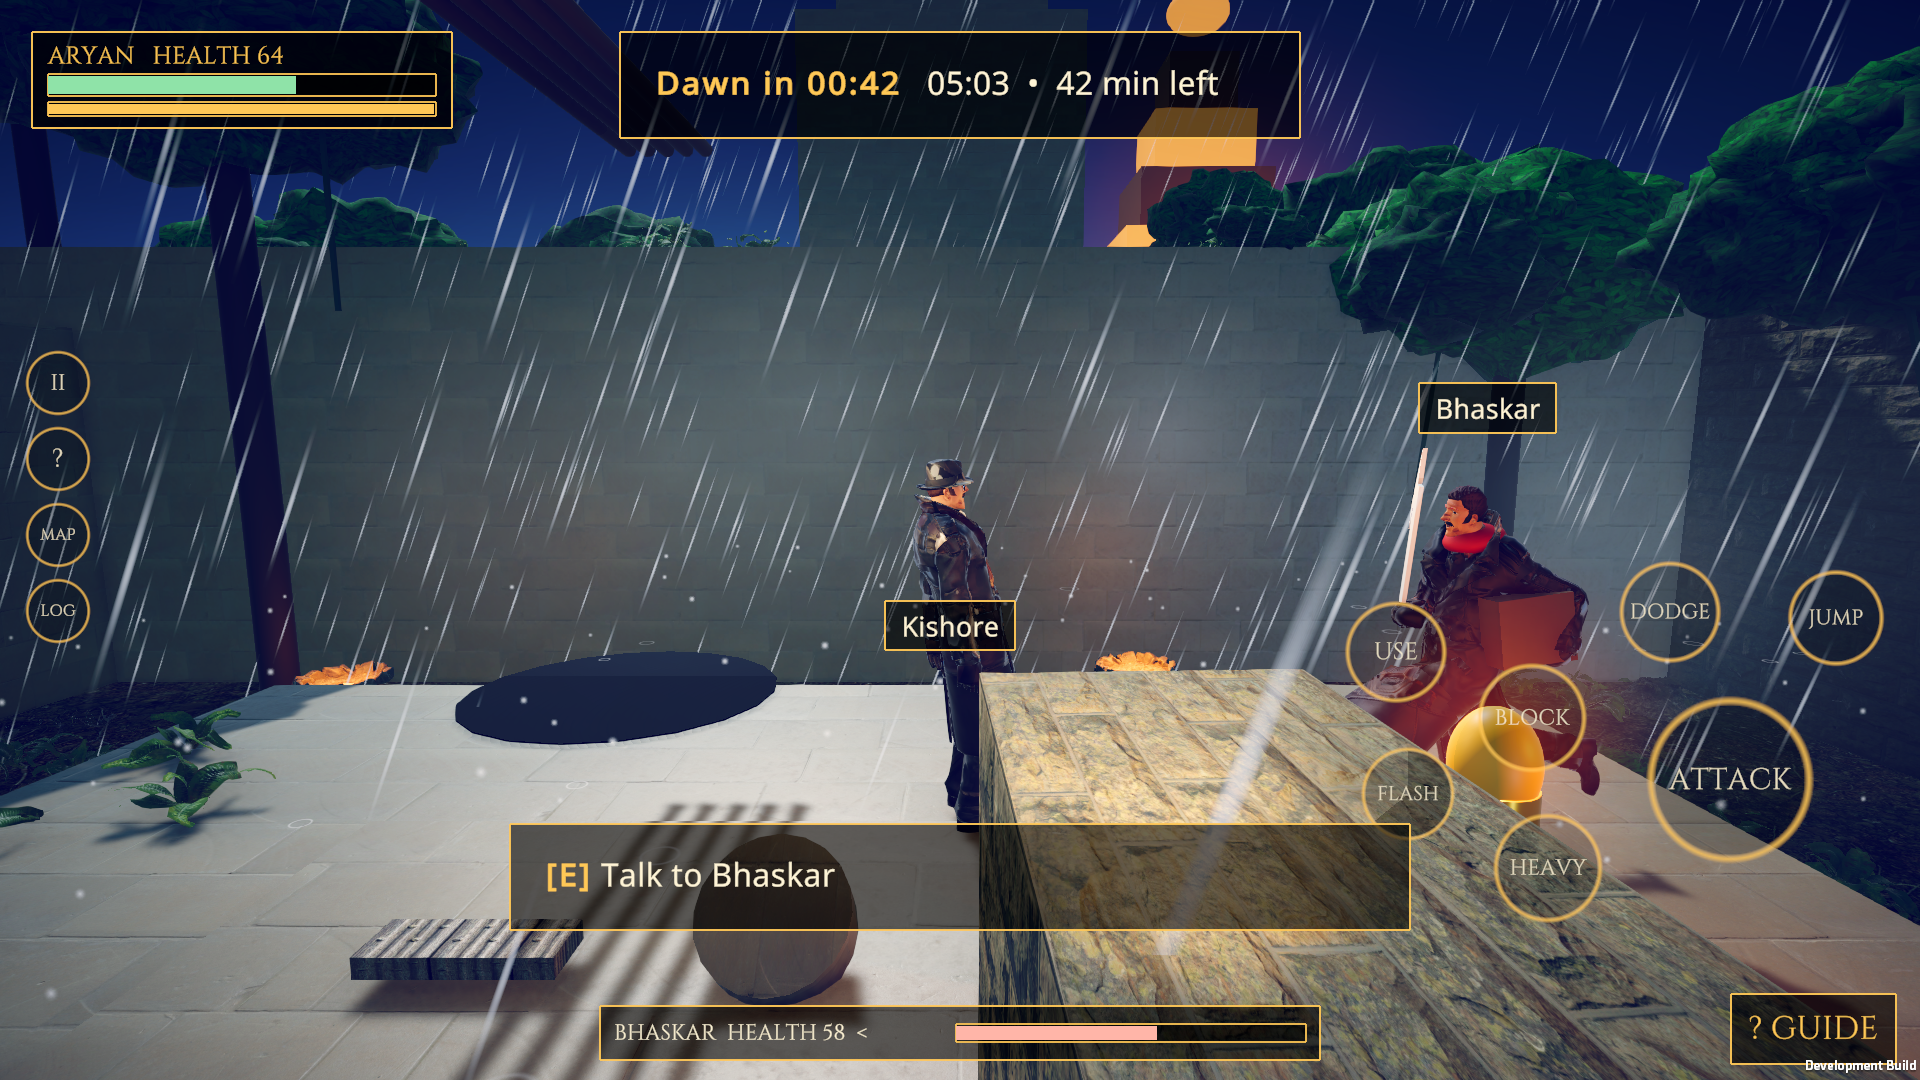 ARYAN HEALTH 64
Dawn in 00:42 05:03 • 42 min left
II
?
MAP
LOG
Bhaskar
Kishore
USE
DODGE
JUMP
BLOCK
FLASH
ATTACK
HEAVY
[E] Talk to Bhaskar
BHASKAR HEALTH 58 <
? GUIDE
Development Build